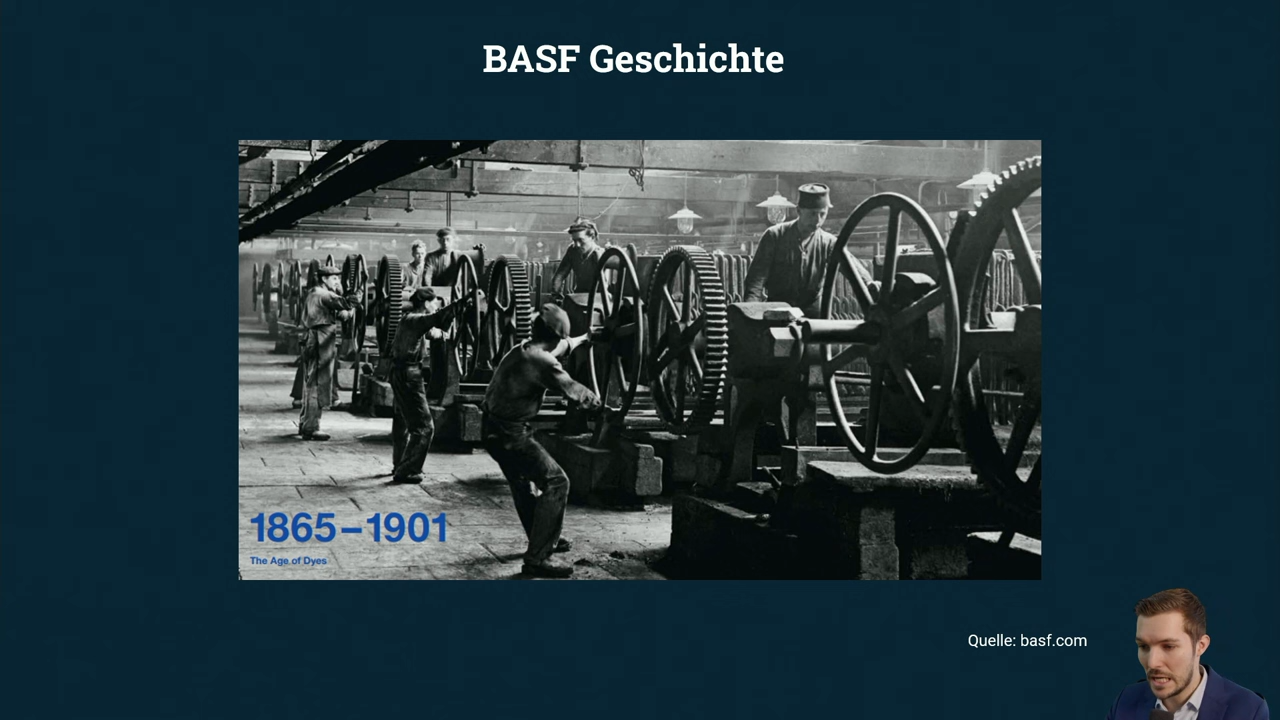 BASF Geschichte
1865–1901
The Age of Dyes
Quelle: basf.com